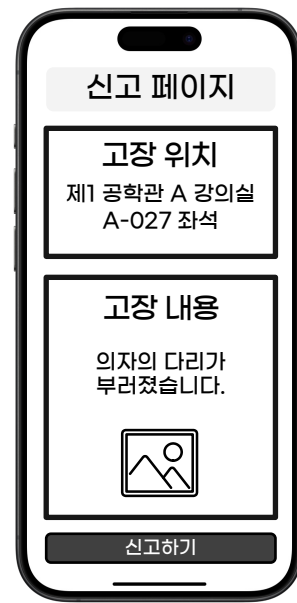 신고 페이지
고장 위치
제1 공학관 A 강의실
A-027 좌석
고장 내용
의자의 다리가
부러졌습니다.
신고하기